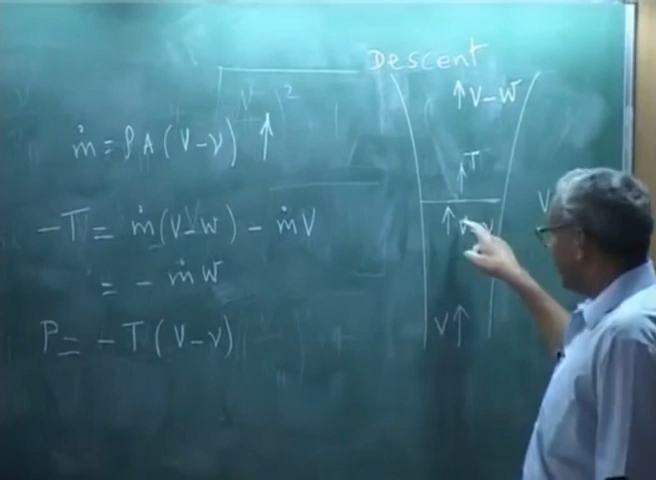 Descent
↑ V-W
ṁ = ρA(V-ν) ↑
↑ T
-T = ṁ(V-W) - ṁV
= - ṁW
P = -T(V-ν)
V↑